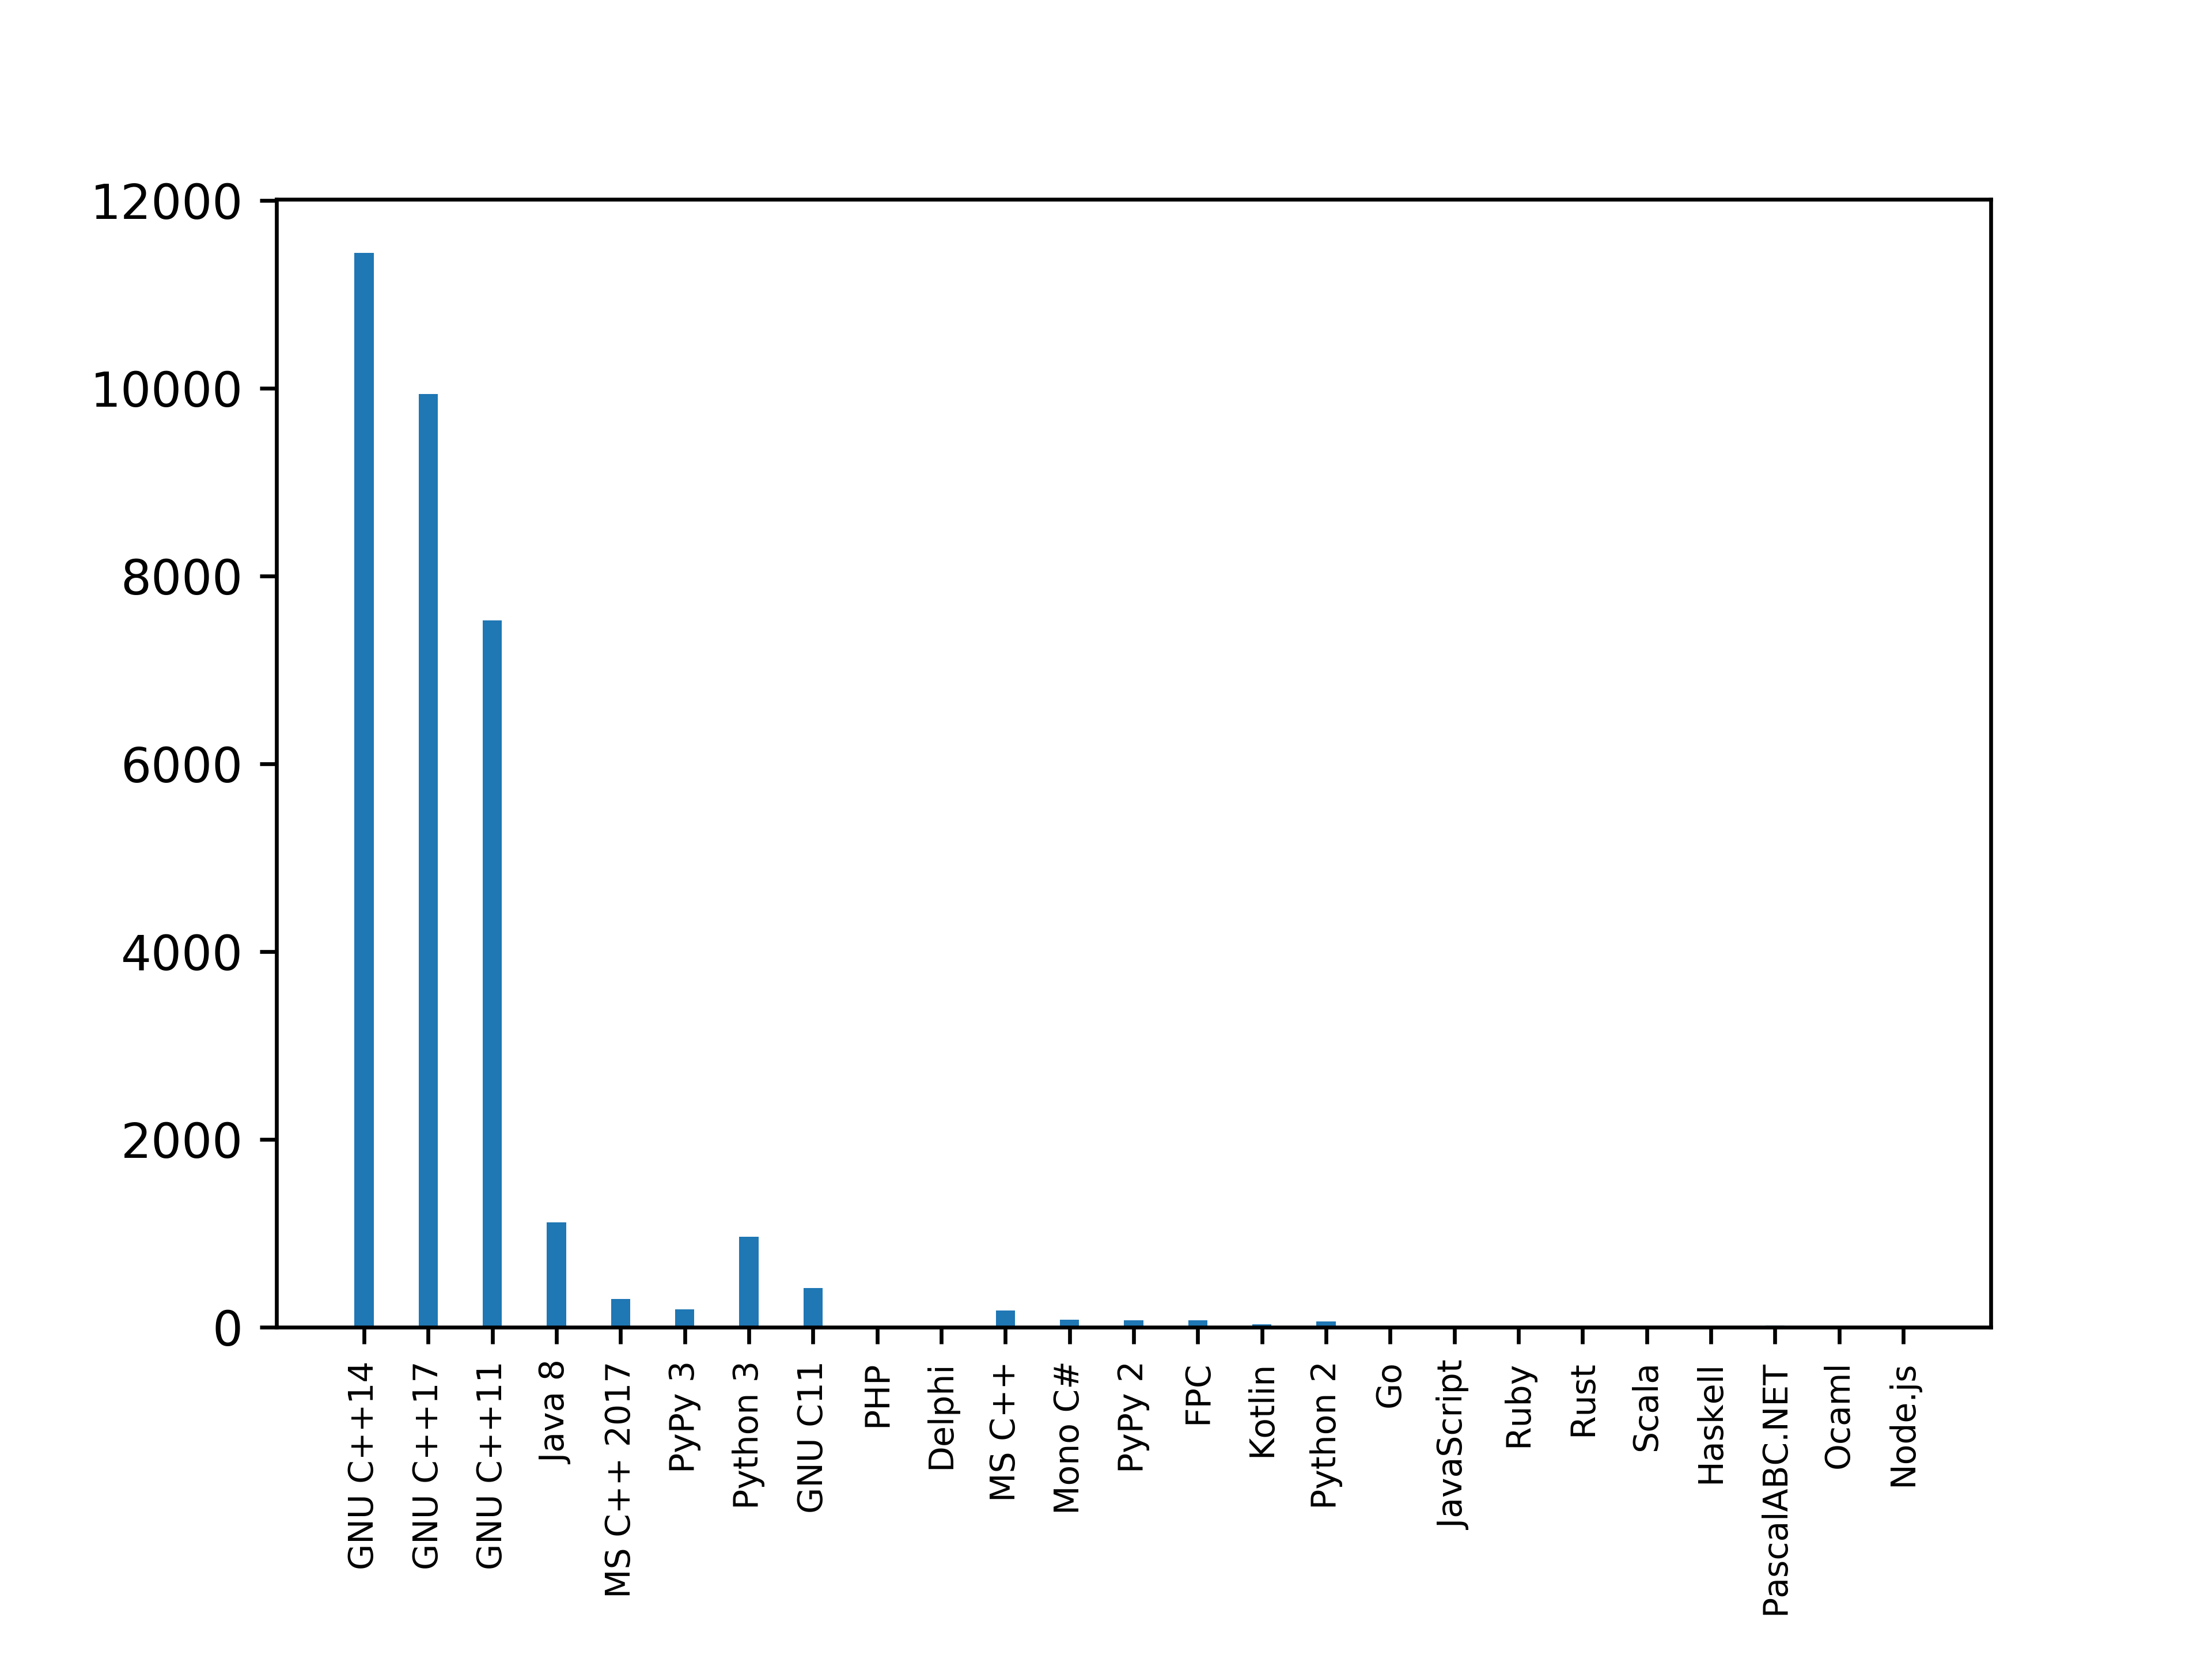 12000
10000
8000
6000
4000
2000
0
GNU C++14
GNU C++17
GNU C++11
Java 8
MS C++ 2017
PyPy 3
Python 3
GNU C11
PHP
Delphi
MS C++
Mono C#
PyPy 2
FPC
Kotlin
Python 2
Go
JavaScript
Ruby
Rust
Scala
Haskell
PascalABC.NET
Ocaml
Node.js